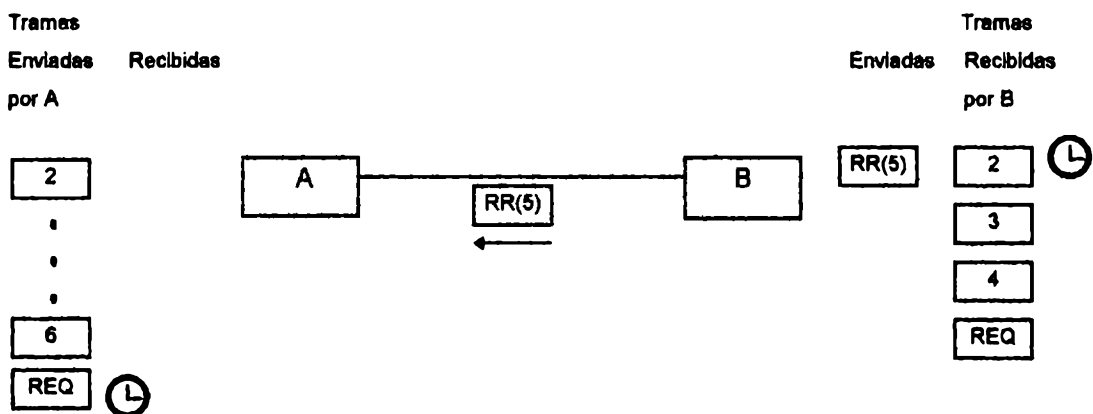 Tramas
Enviadas Recibidas
por A
Tramas
Enviadas Recibidas
por B
2
A
B
RR(5)
2
RR(5)
3
4
6
REQ
REQ